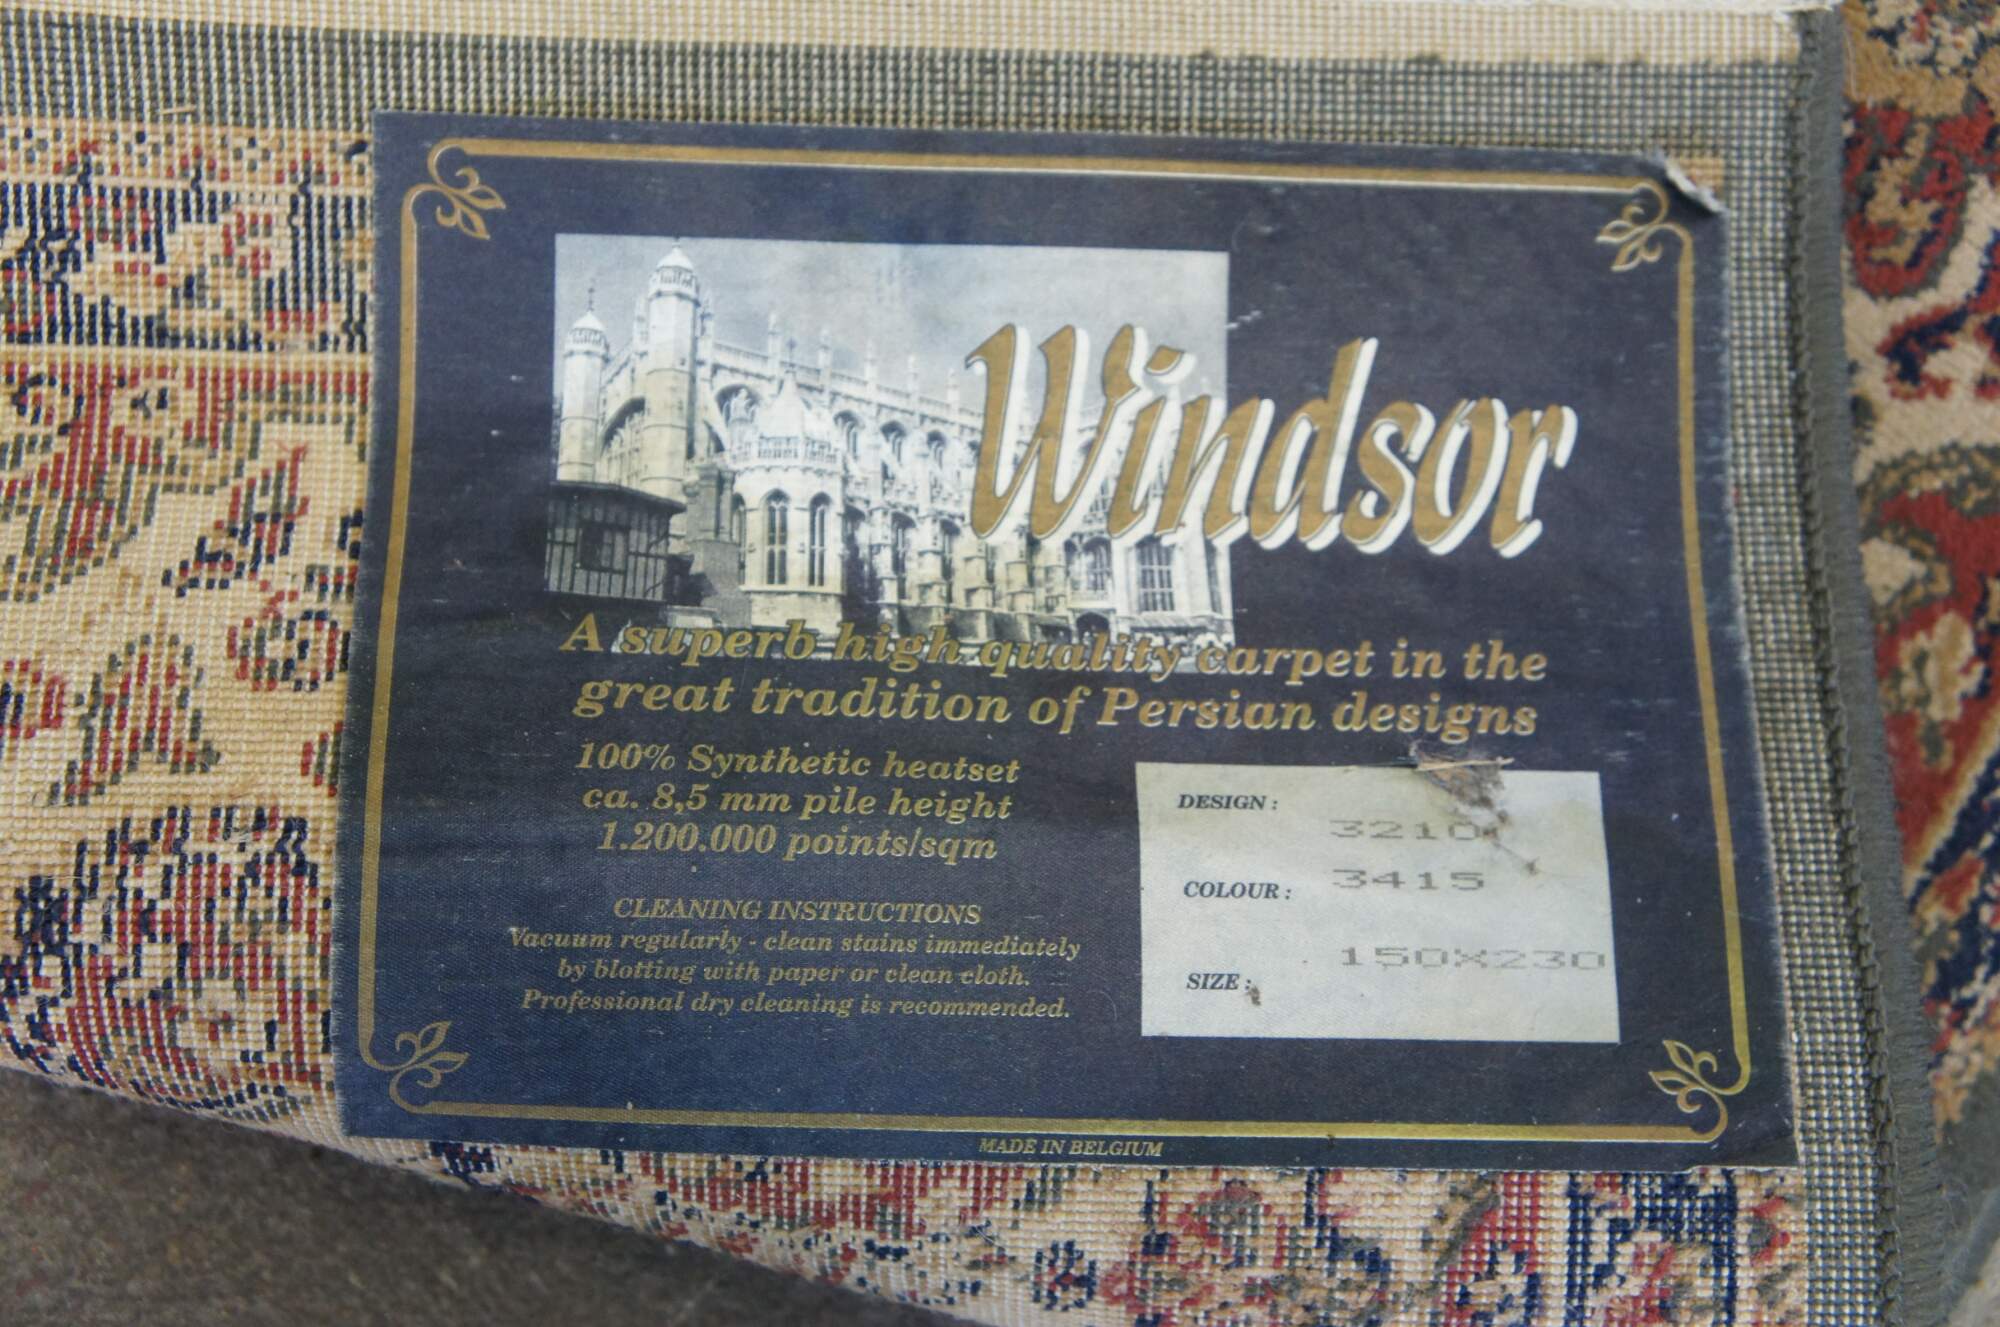 Windsor
A superb high quality carpet in the
great tradition of Persian designs
100% Synthetic heatset
ca. 8,5 mm pile height
1.200.000 points/sqm
CLEANING INSTRUCTIONS
Vacuum regularly - clean stains immediately
by blotting with paper or clean cloth.
Professional dry cleaning is recommended.
DESIGN :
3210
COLOUR :
3415
SIZE :
150X230
MADE IN BELGIUM